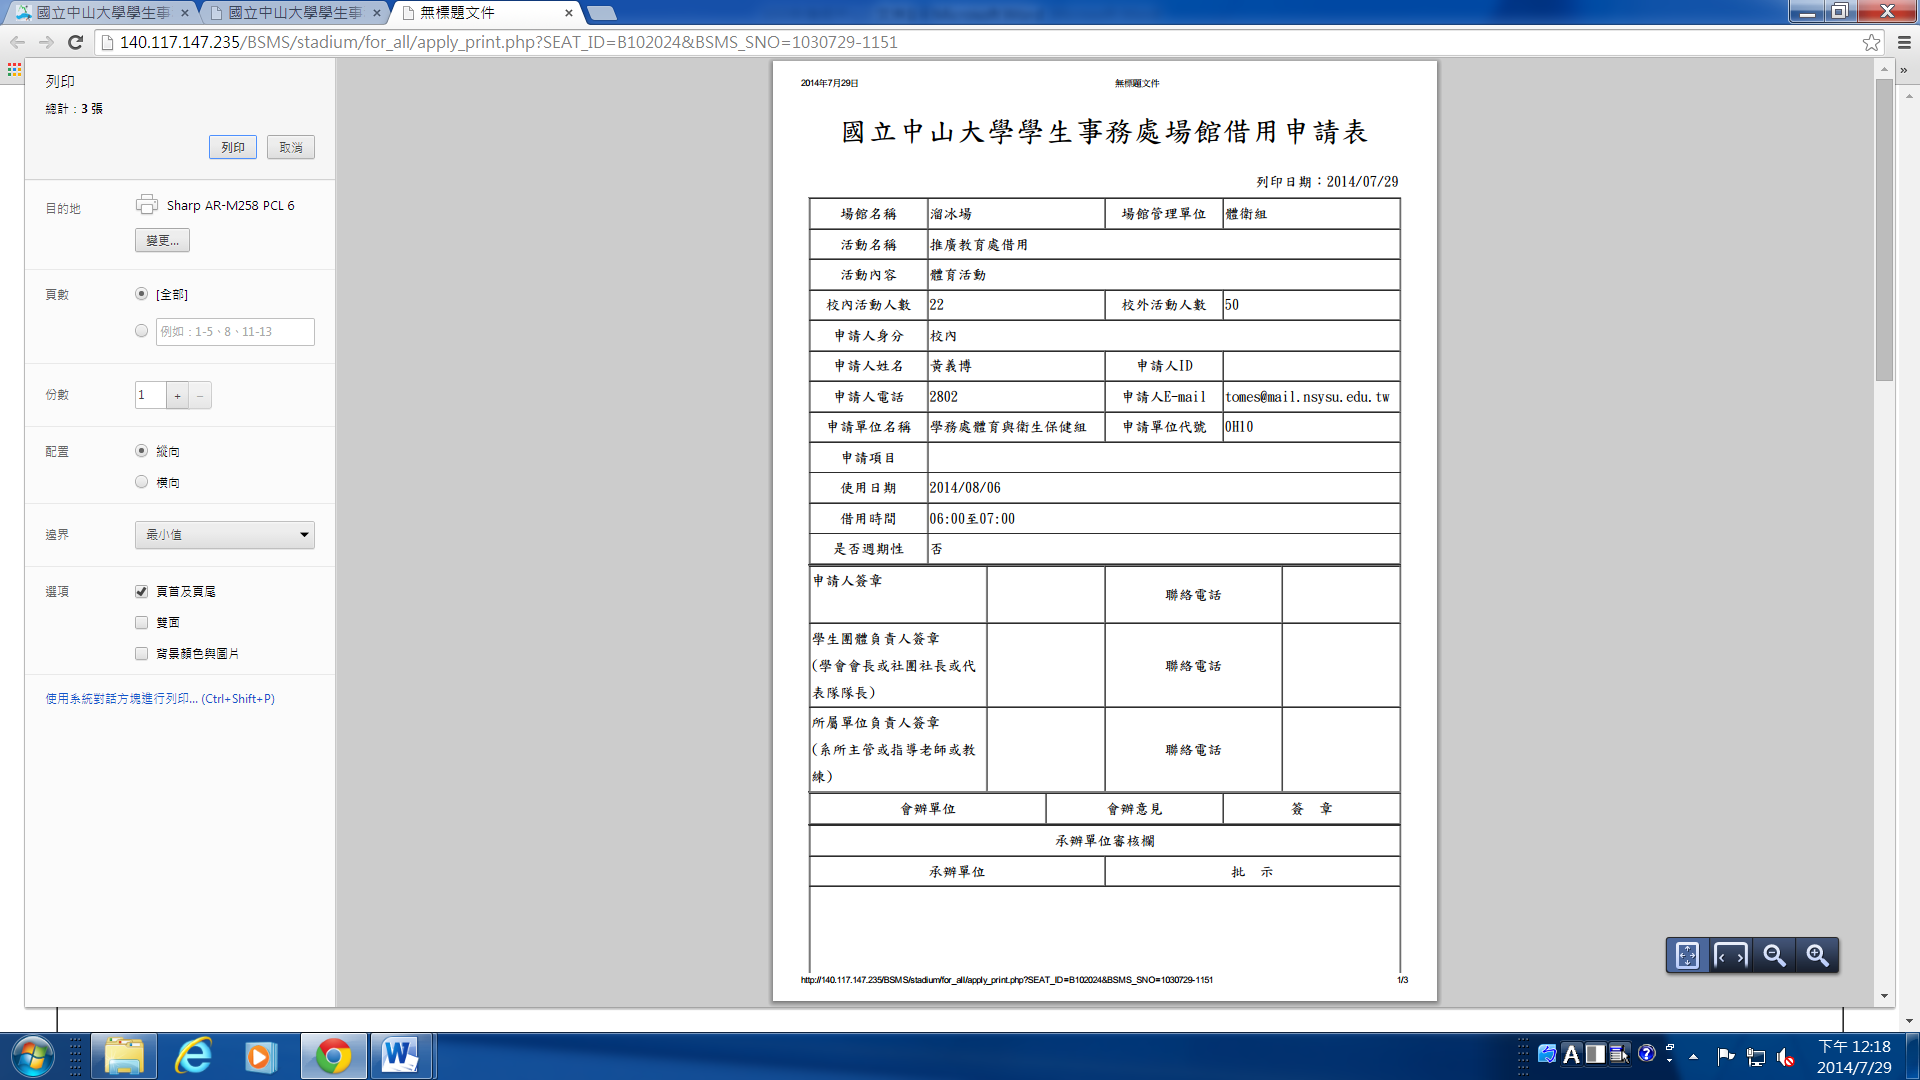 國立中山大學學生事
國立中山大學學生事
無標題文件
140.117.147.235/BSMS/stadium/for_all/apply_print.php?SEAT_ID=B102024&BSMS_SNO=1030729-1151
列印
總計：3 張
列印 取消
目的地 Sharp AR-M258 PCL 6
變更...
頁數 [全部]
例如：1-5、8、11-13
份數 1 + −
配置 縱向
橫向
邊界 最小值
選項 頁首及頁尾
雙面
背景顏色與圖片
使用系統對話方塊進行列印... (Ctrl+Shift+P)
2014年7月29日 無標題文件
國立中山大學學生事務處場館借用申請表
列印日期：2014/07/29
場館名稱 溜冰場 場館管理單位 體衛組
活動名稱 推廣教育處借用
活動內容 體育活動
校內活動人數 22 校外活動人數 50
申請人身分 校內
申請人姓名 黃義博 申請人ID
申請人電話 2802 申請人E-mail tomes@mail.nsysu.edu.tw
申請單位名稱 學務處體育與衛生保健組 申請單位代號 0H10
申請項目
使用日期 2014/08/06
借用時間 06:00至07:00
是否週期性 否
申請人簽章 聯絡電話
學生團體負責人簽章
(學會會長或社團社長或代 聯絡電話
表隊隊長)
所屬單位負責人簽章
(系所主管或指導老師或教 聯絡電話
練)
會辦單位 會辦意見 簽 章
承辦單位審核欄
承辦單位 批 示
http://140.117.147.235/BSMS/stadium/for_all/apply_print.php?SEAT_ID=B102024&BSMS_SNO=1030729-1151 1/3
下午 12:18
2014/7/29